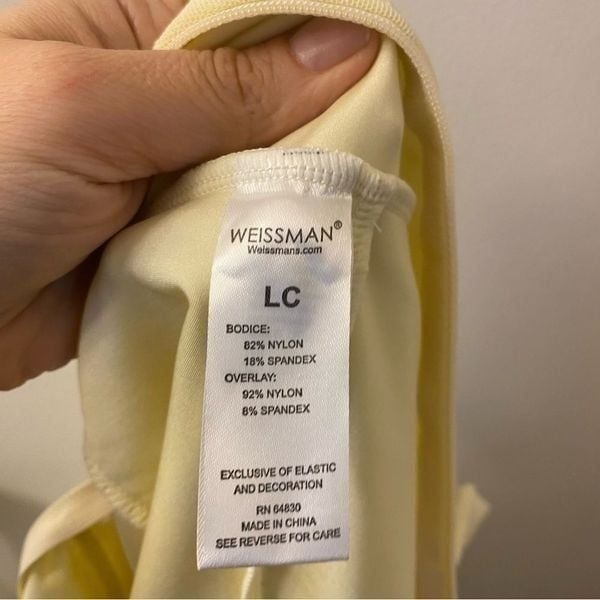 WEISSMAN®
Weissmans.com
LC
BODICE:
82% NYLON
18% SPANDEX
OVERLAY:
92% NYLON
8% SPANDEX
EXCLUSIVE OF ELASTIC
AND DECORATION
RN 64830
MADE IN CHINA
SEE REVERSE FOR CARE